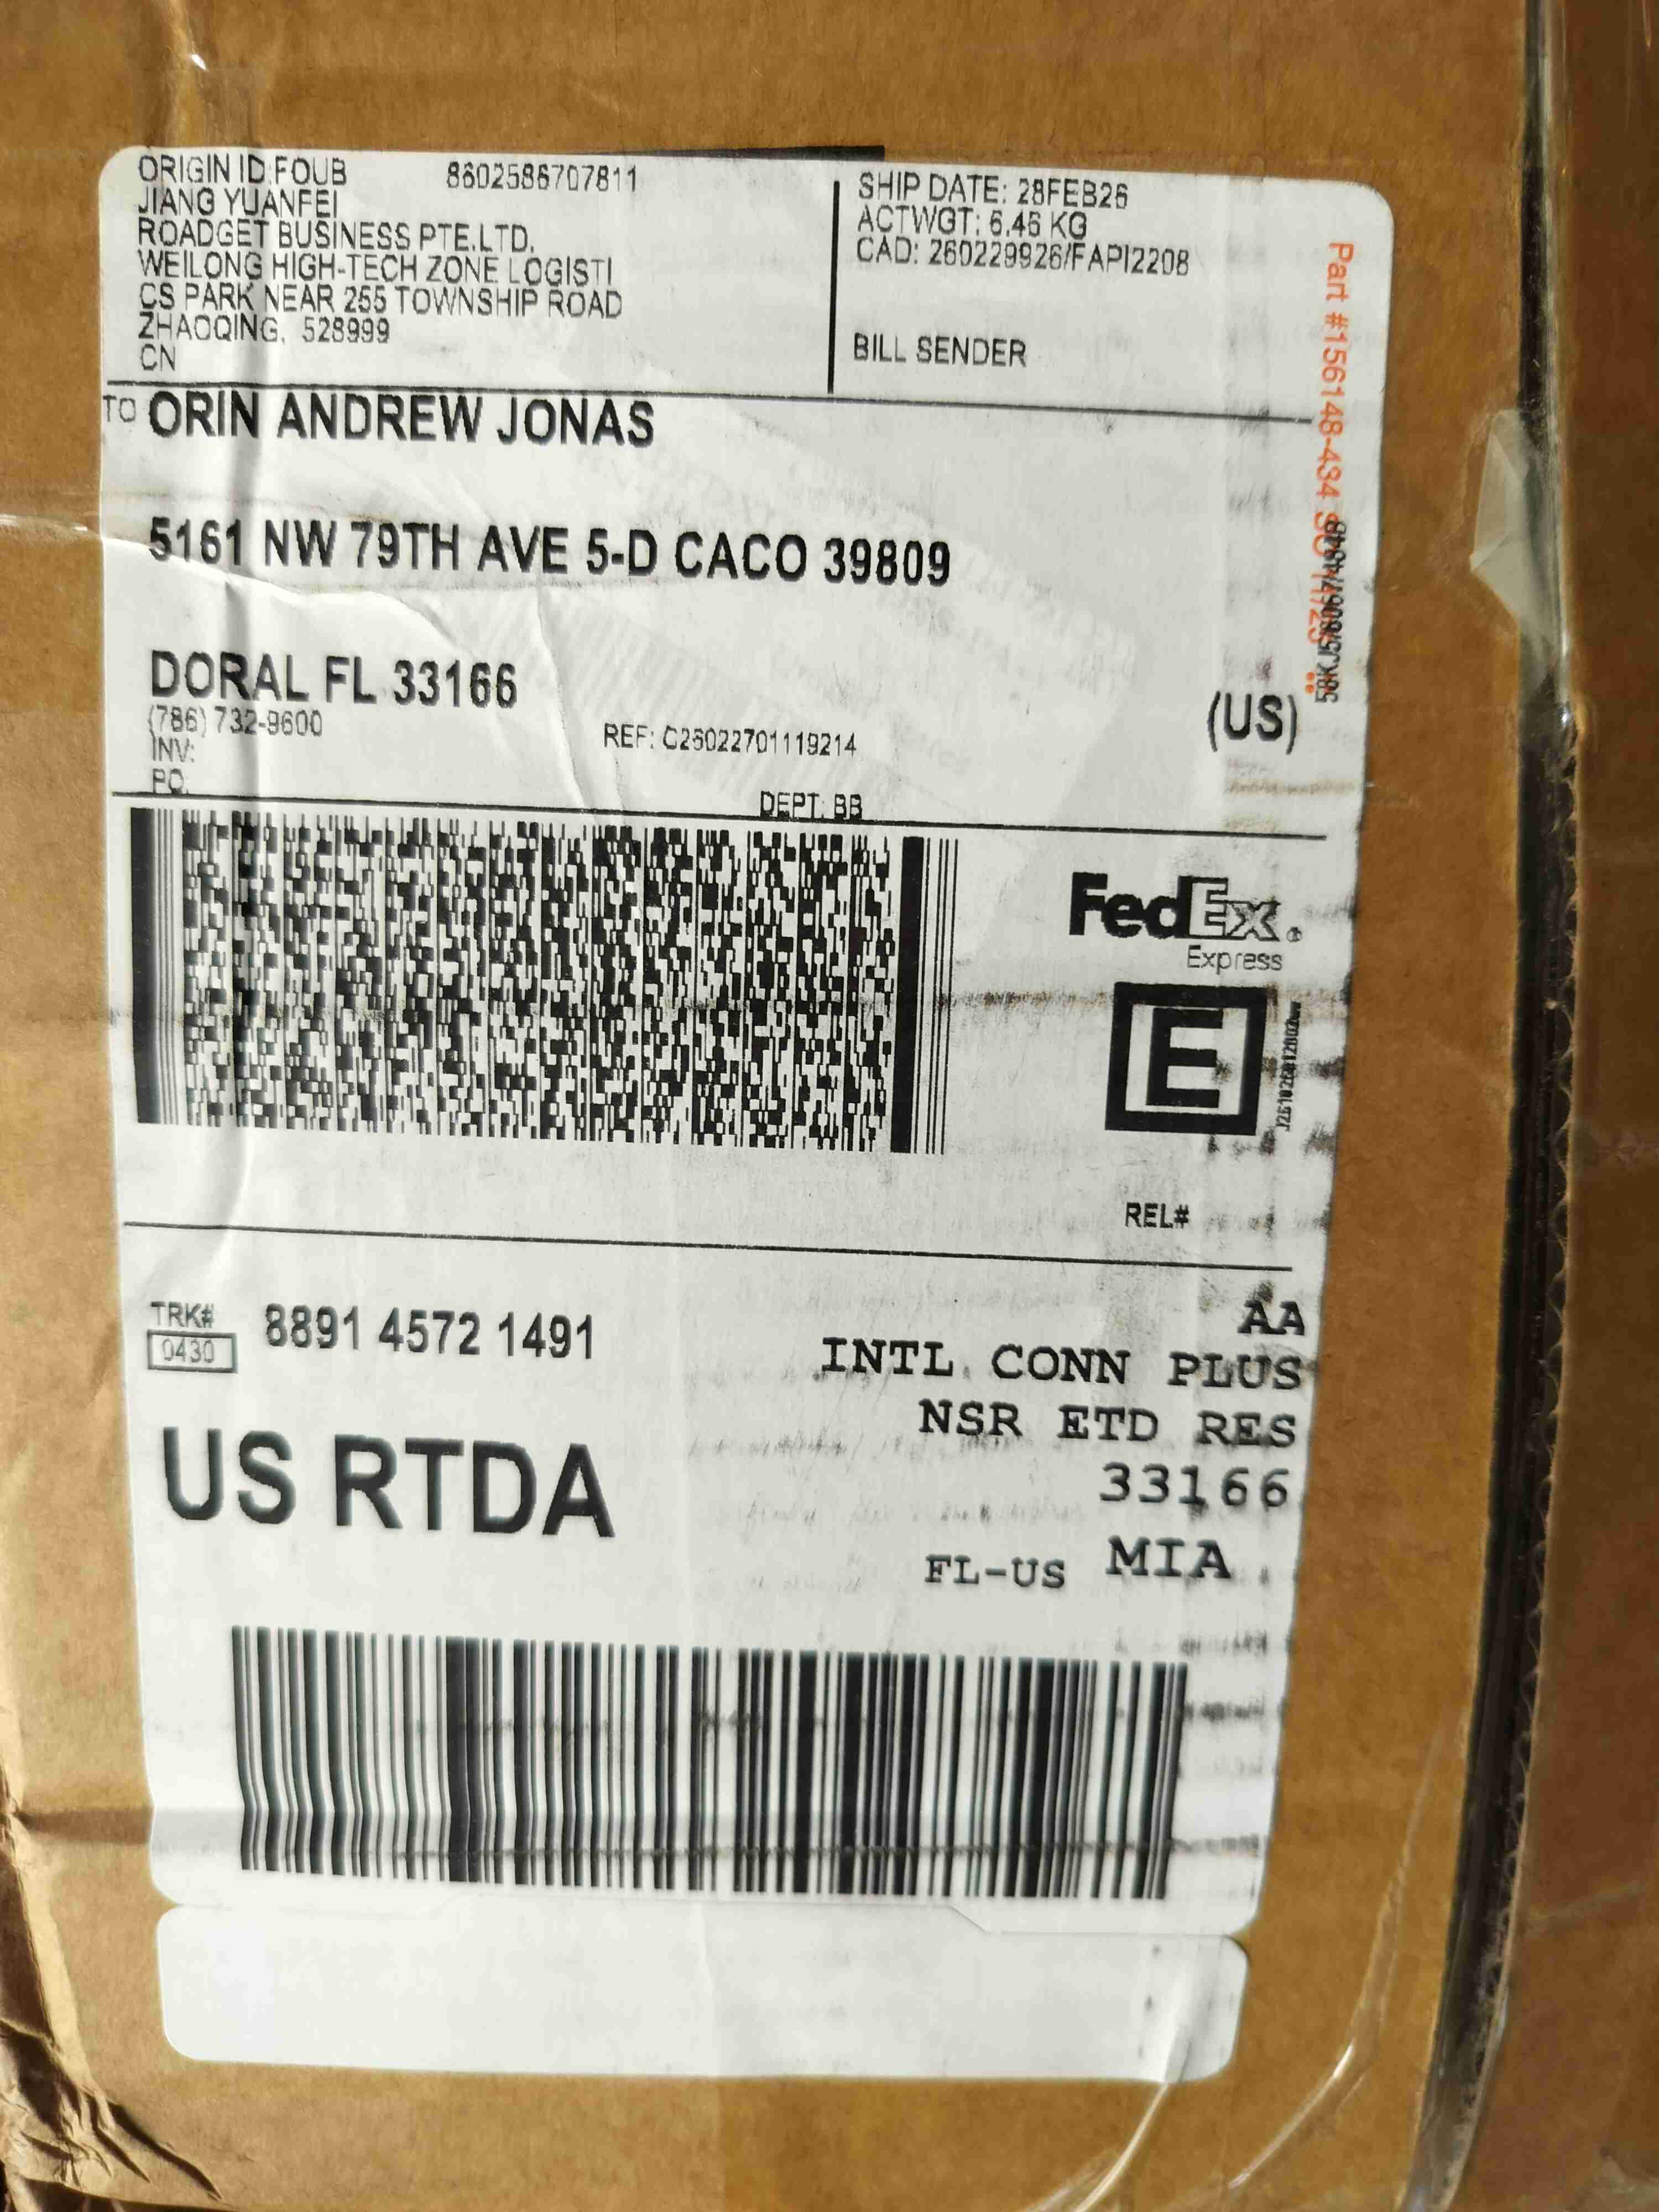 ORIGIN ID:FOUB 8602586707811
JIANG YUANFEI
ROADGET BUSINESS PTE.LTD.
WEILONG HIGH-TECH ZONE LOGISTI
CS PARK NEAR 255 TOWNSHIP ROAD
ZHAOQING, 528999
CN
SHIP DATE: 28FEB26
ACTWGT: 6.46 KG
CAD: 260229926/FAPI2208
BILL SENDER
Part #156148-434
TO ORIN ANDREW JONAS
5161 NW 79TH AVE 5-D CACO 39809
DORAL FL 33166
(US)
(786) 732-9600
INV:
REF: C26022701119214
PO:
DEPT: BB
FedEx®
Express
E
REL#
TRK#
0430
8891 4572 1491
AA
INTL CONN PLUS
NSR ETD RES
33166
US RTDA
FL-US MIA